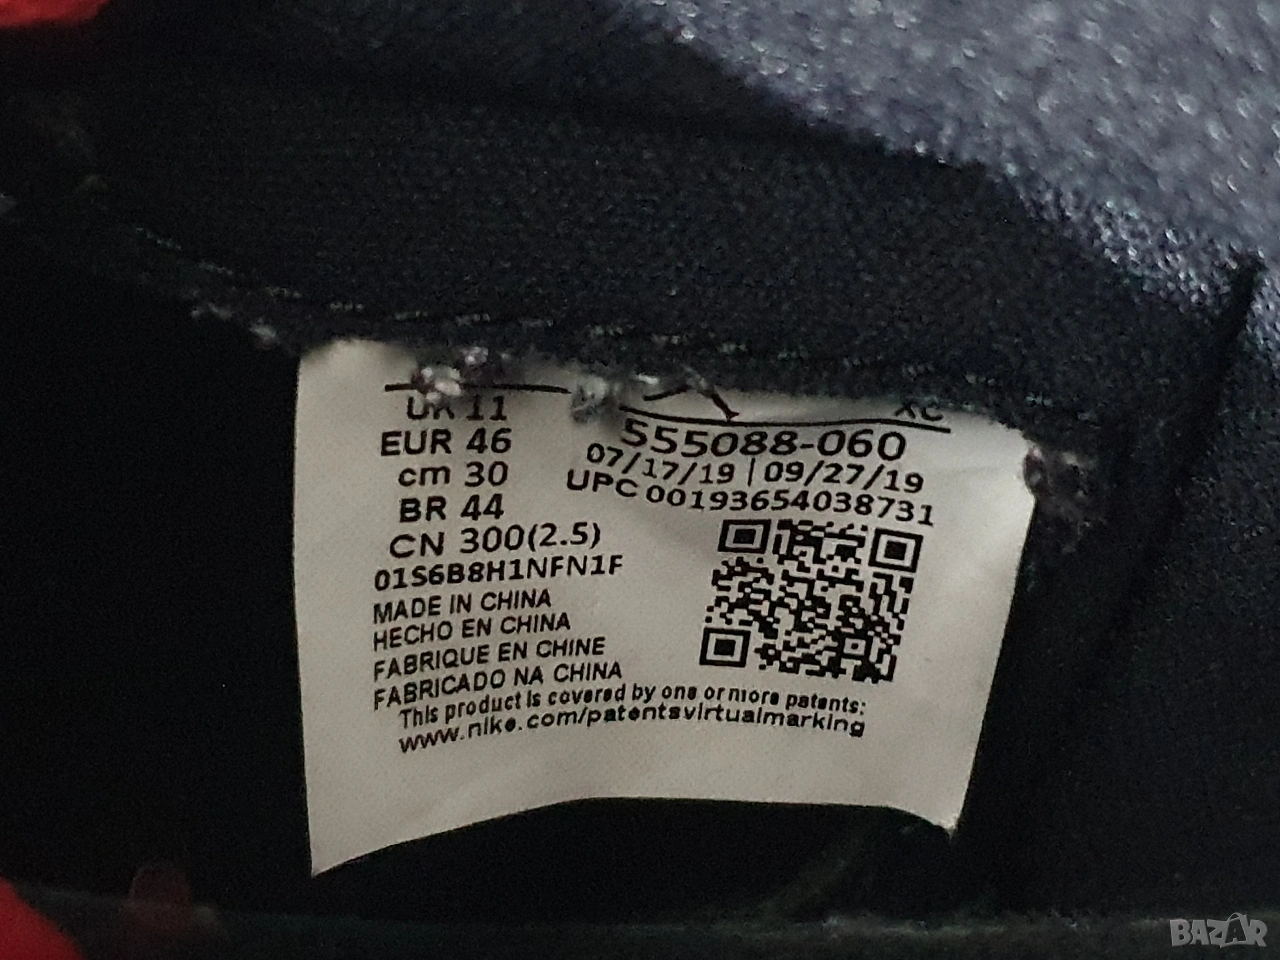 UK 11
EUR 46
cm 30
BR 44
CN 300(2.5)
01S6B8H1NFN1F
MADE IN CHINA
HECHO EN CHINA
FABRIQUE EN CHINE
FABRICADO NA CHINA
XC
555088-060
07/17/19 | 09/27/19
UPC 00193654038731
This product is covered by one or more patents:
www.nike.com/patentsvirtualmarking
BAZAR